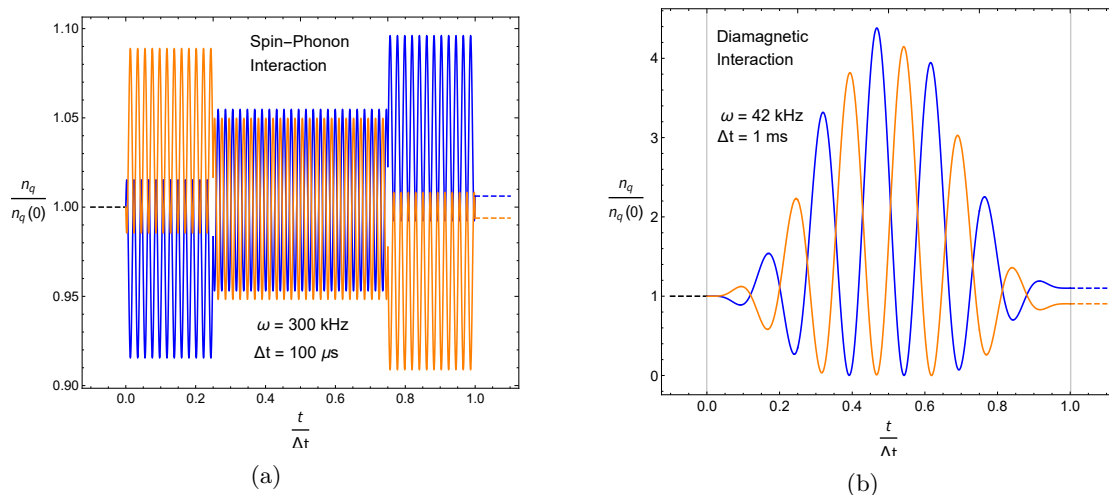 1.10
1.05
1.00
0.95
0.90
n_q
n_q(0)
Spin–Phonon
Interaction
ω = 300 kHz
Δt = 100 μs
0.0 0.2 0.4 0.6 0.8 1.0
t
Δt
(a)
4
3
2
1
0
n_q
n_q(0)
Diamagnetic
Interaction
ω = 42 kHz
Δt = 1 ms
0.0 0.2 0.4 0.6 0.8 1.0
t
Δt
(b)